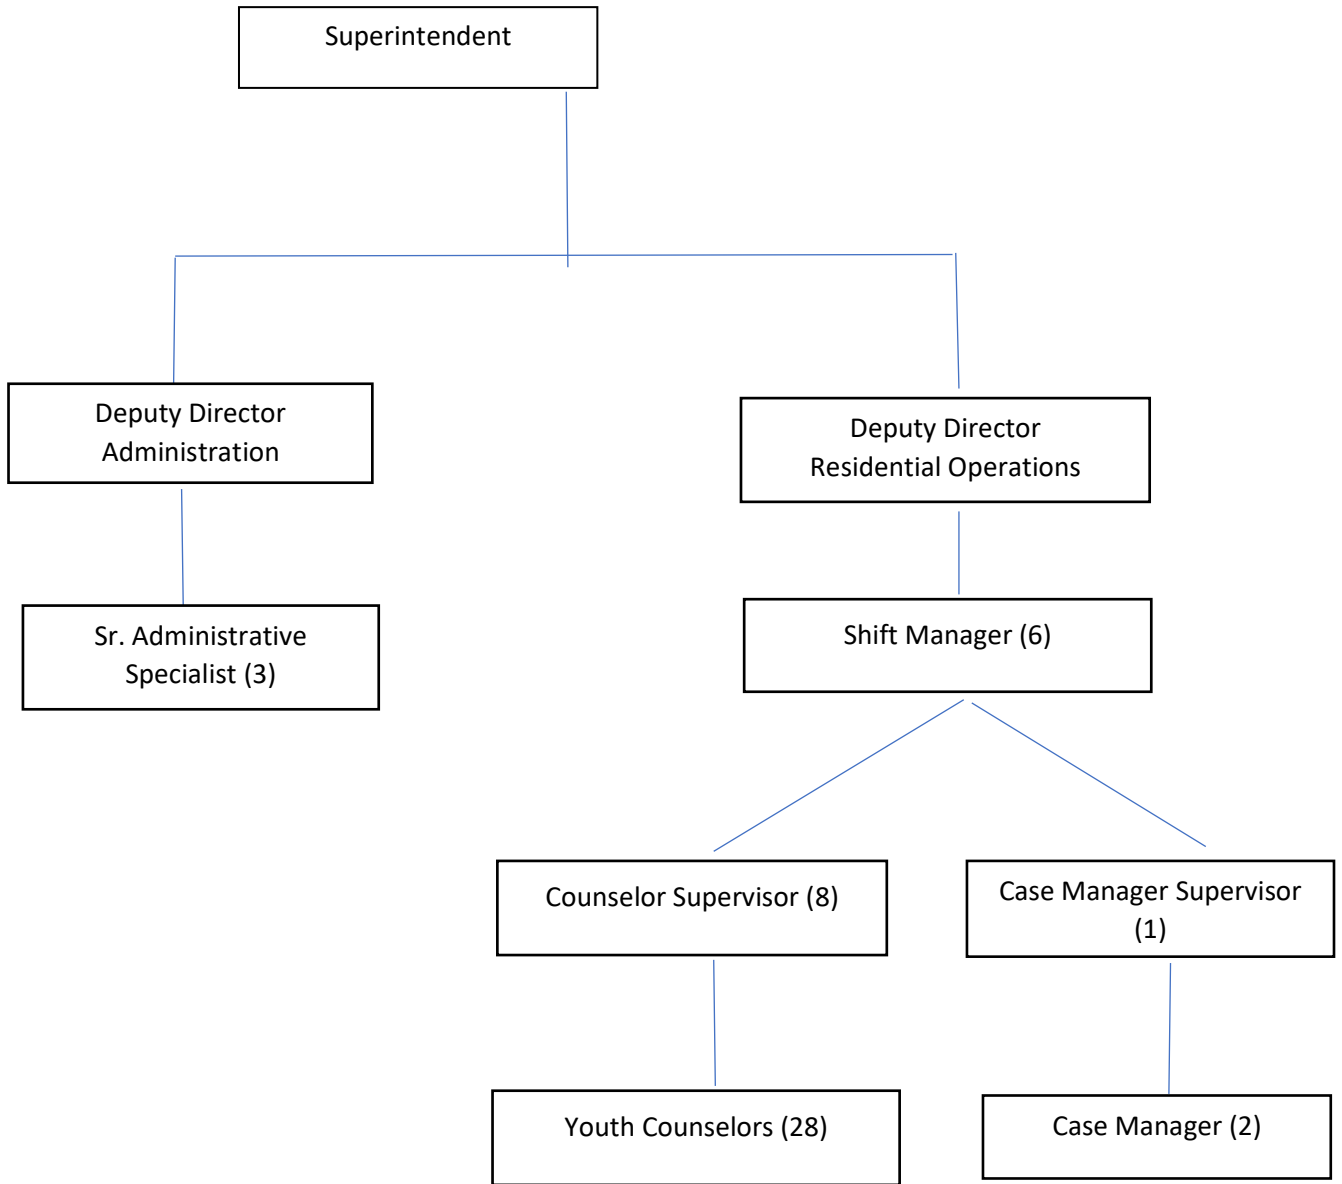 Superintendent
Deputy Director
Administration
Deputy Director
Residential Operations
Sr. Administrative
Specialist (3)
Shift Manager (6)
Counselor Supervisor (8)
Case Manager Supervisor
(1)
Youth Counselors (28)
Case Manager (2)